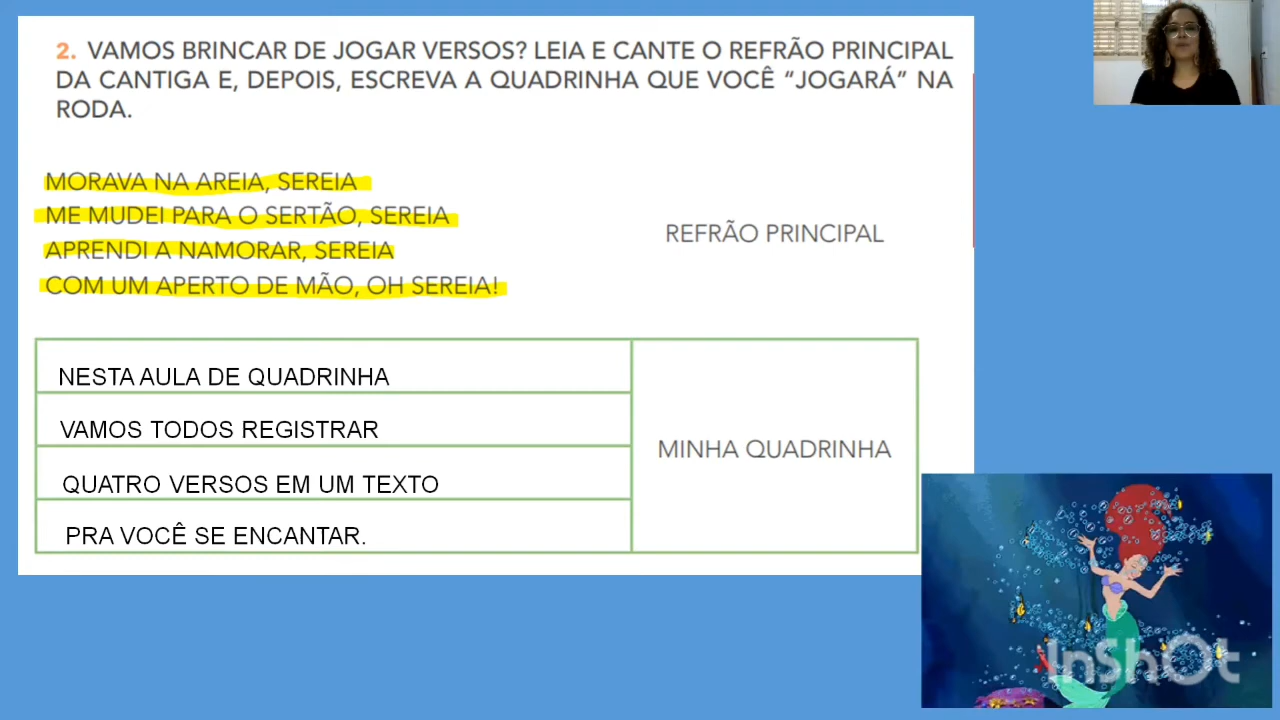 2. VAMOS BRINCAR DE JOGAR VERSOS? LEIA E CANTE O REFRÃO PRINCIPAL
DA CANTIGA E, DEPOIS, ESCREVA A QUADRINHA QUE VOCÊ “JOGARÁ” NA
RODA.
MORAVA NA AREIA, SEREIA
ME MUDEI PARA O SERTÃO, SEREIA
APRENDI A NAMORAR, SEREIA
COM UM APERTO DE MÃO, OH SEREIA!
REFRÃO PRINCIPAL
NESTA AULA DE QUADRINHA
VAMOS TODOS REGISTRAR
QUATRO VERSOS EM UM TEXTO
PRA VOCÊ SE ENCANTAR.
MINHA QUADRINHA
InShOt